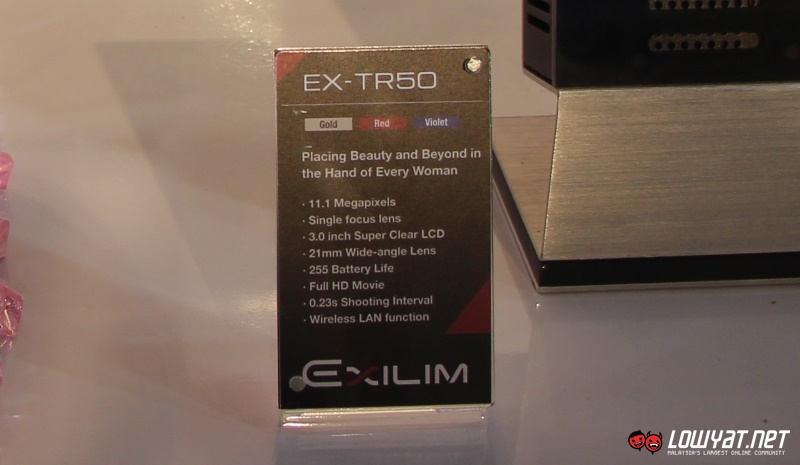 EX-TR50
Gold Red Violet
Placing Beauty and Beyond in
the Hand of Every Woman
· 11.1 Megapixels
· Single focus lens
· 3.0 inch Super Clear LCD
· 21mm Wide-angle Lens
· 255 Battery Life
· Full HD Movie
· 0.23s Shooting Interval
· Wireless LAN function
EXILIM
LOWYAT.NET
MALAYSIA'S LARGEST ONLINE COMMUNITY